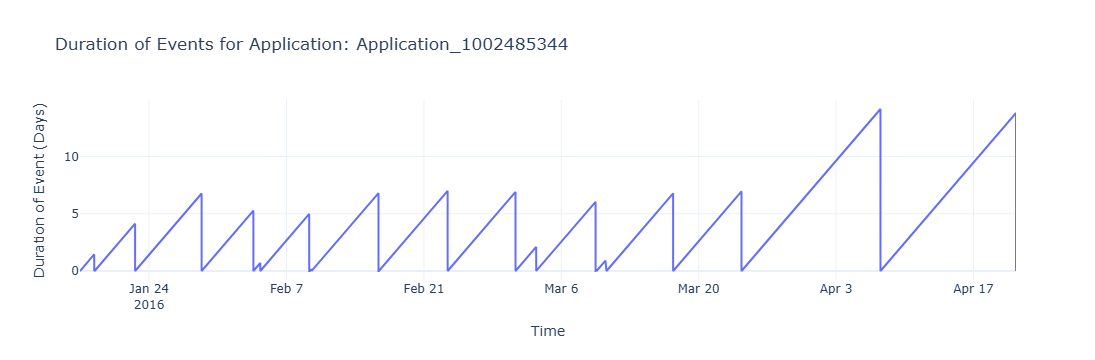 Duration of Events for Application: Application_1002485344
Duration of Event (Days)
10
5
0
Jan 24 Feb 7 Feb 21 Mar 6 Mar 20 Apr 3 Apr 17
2016
Time